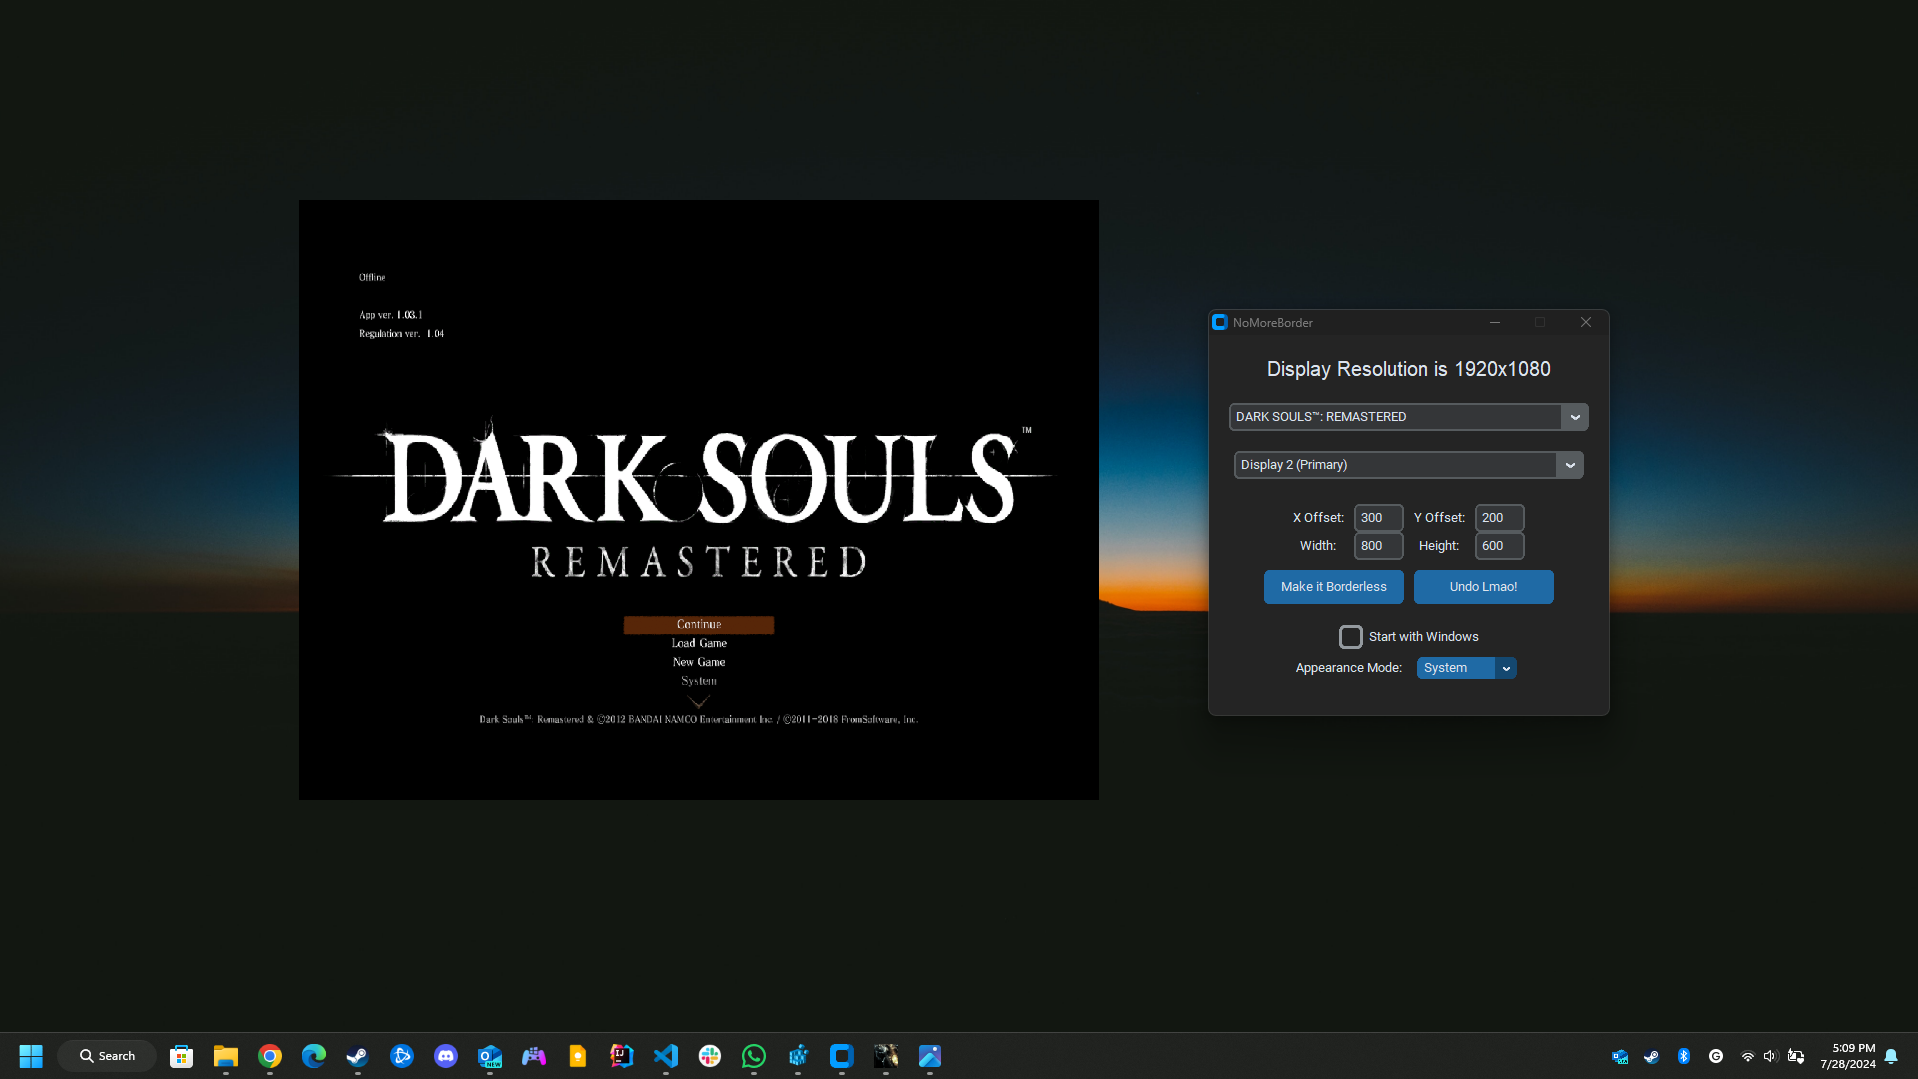 Offline
App ver. 1.03.1
Regulation ver. 1.04
DARK SOULS™
REMASTERED
Continue
Load Game
New Game
System
Dark Souls™: Remastered & ©2012 BANDAI NAMCO Entertainment Inc. / ©2011-2018 FromSoftware, Inc.
NoMoreBorder
Display Resolution is 1920x1080
DARK SOULS™: REMASTERED
Display 2 (Primary)
X Offset: 300 Y Offset: 200
Width: 800 Height: 600
Make it Borderless Undo Lmao!
Start with Windows
Appearance Mode: System
Search
5:09 PM
7/28/2024